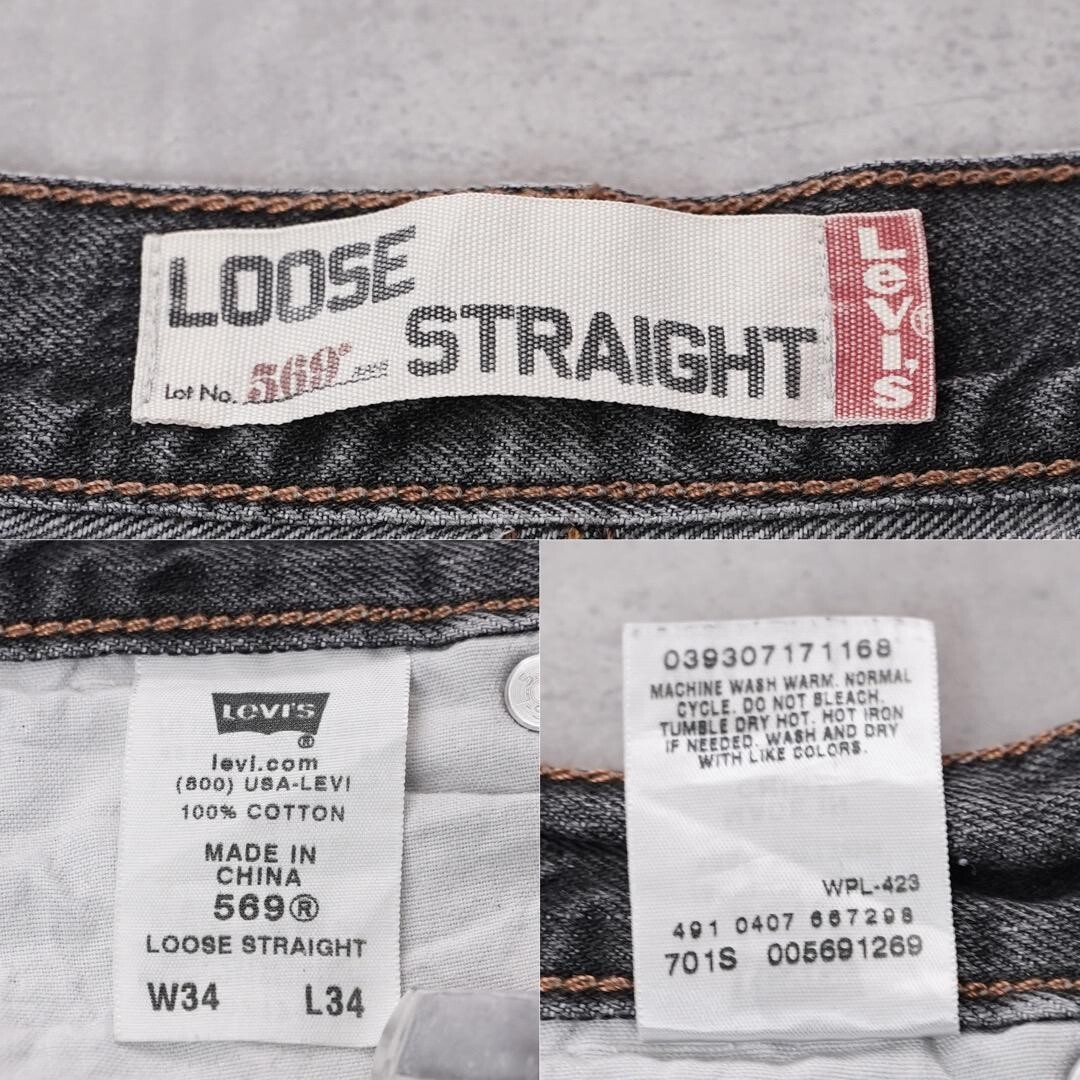 LOOSE
STRAIGHT
Lot No. 569®
Levi's®
Levi's®
levi.com
(800) USA-LEVI
100% COTTON
MADE IN
CHINA
569®
LOOSE STRAIGHT
W34 L34
039307171168
MACHINE WASH WARM. NORMAL
CYCLE. DO NOT BLEACH.
TUMBLE DRY HOT. HOT IRON
IF NEEDED. WASH AND DRY
WITH LIKE COLORS.
WPL-423
491 0407 667298
701S 005691269